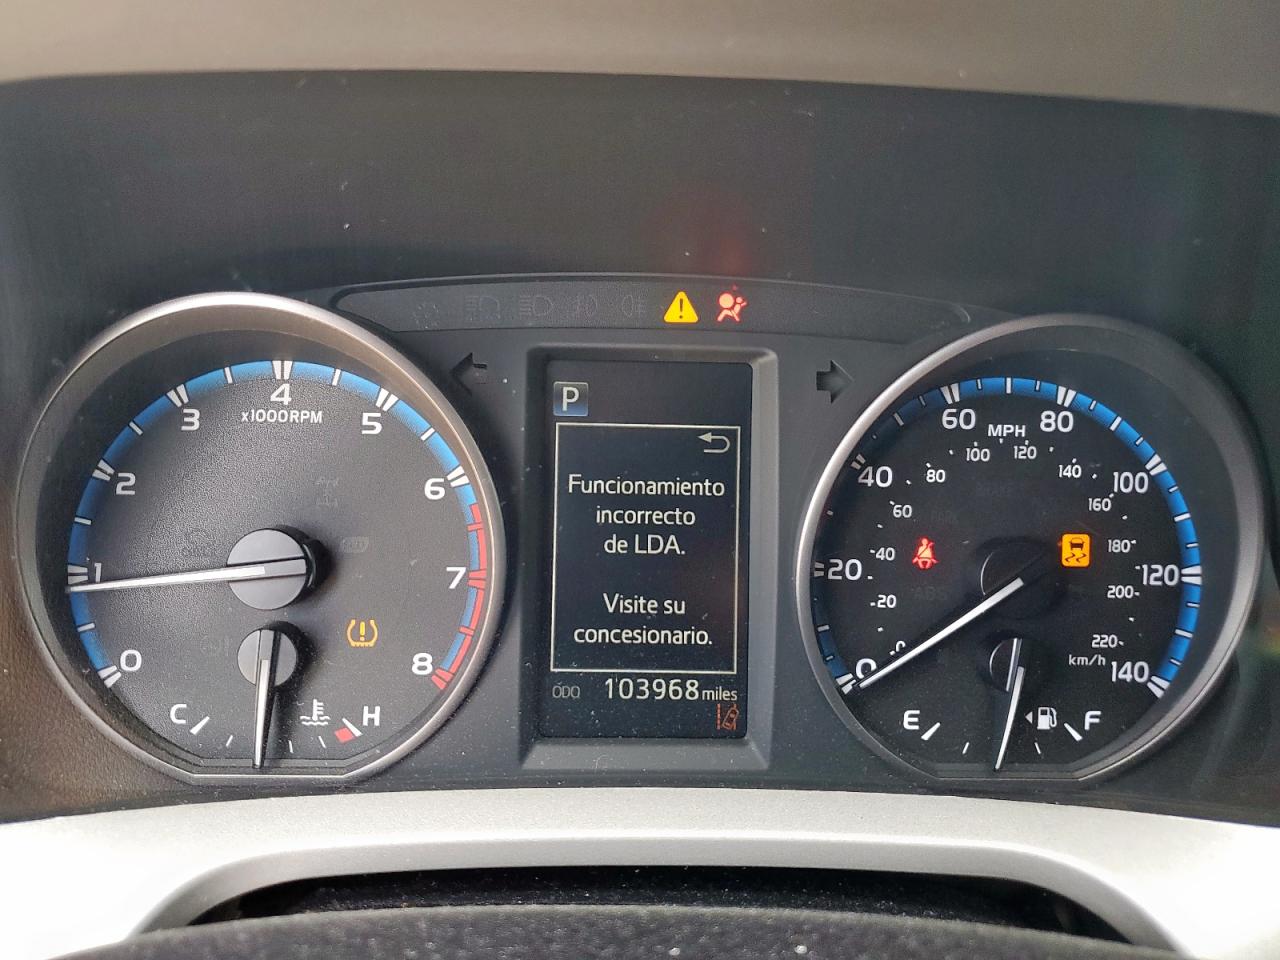 4
3
5
x1000RPM
2
6
1
7
0
8
C
H
P
Funcionamiento
incorrecto
de LDA.
Visite su
concesionario.
ODO 103968 miles
60
80
MPH
100
120
40
80
140
100
60
160
20
40
180
120
20
200
0
0
220
km/h
140
ABS
E
F